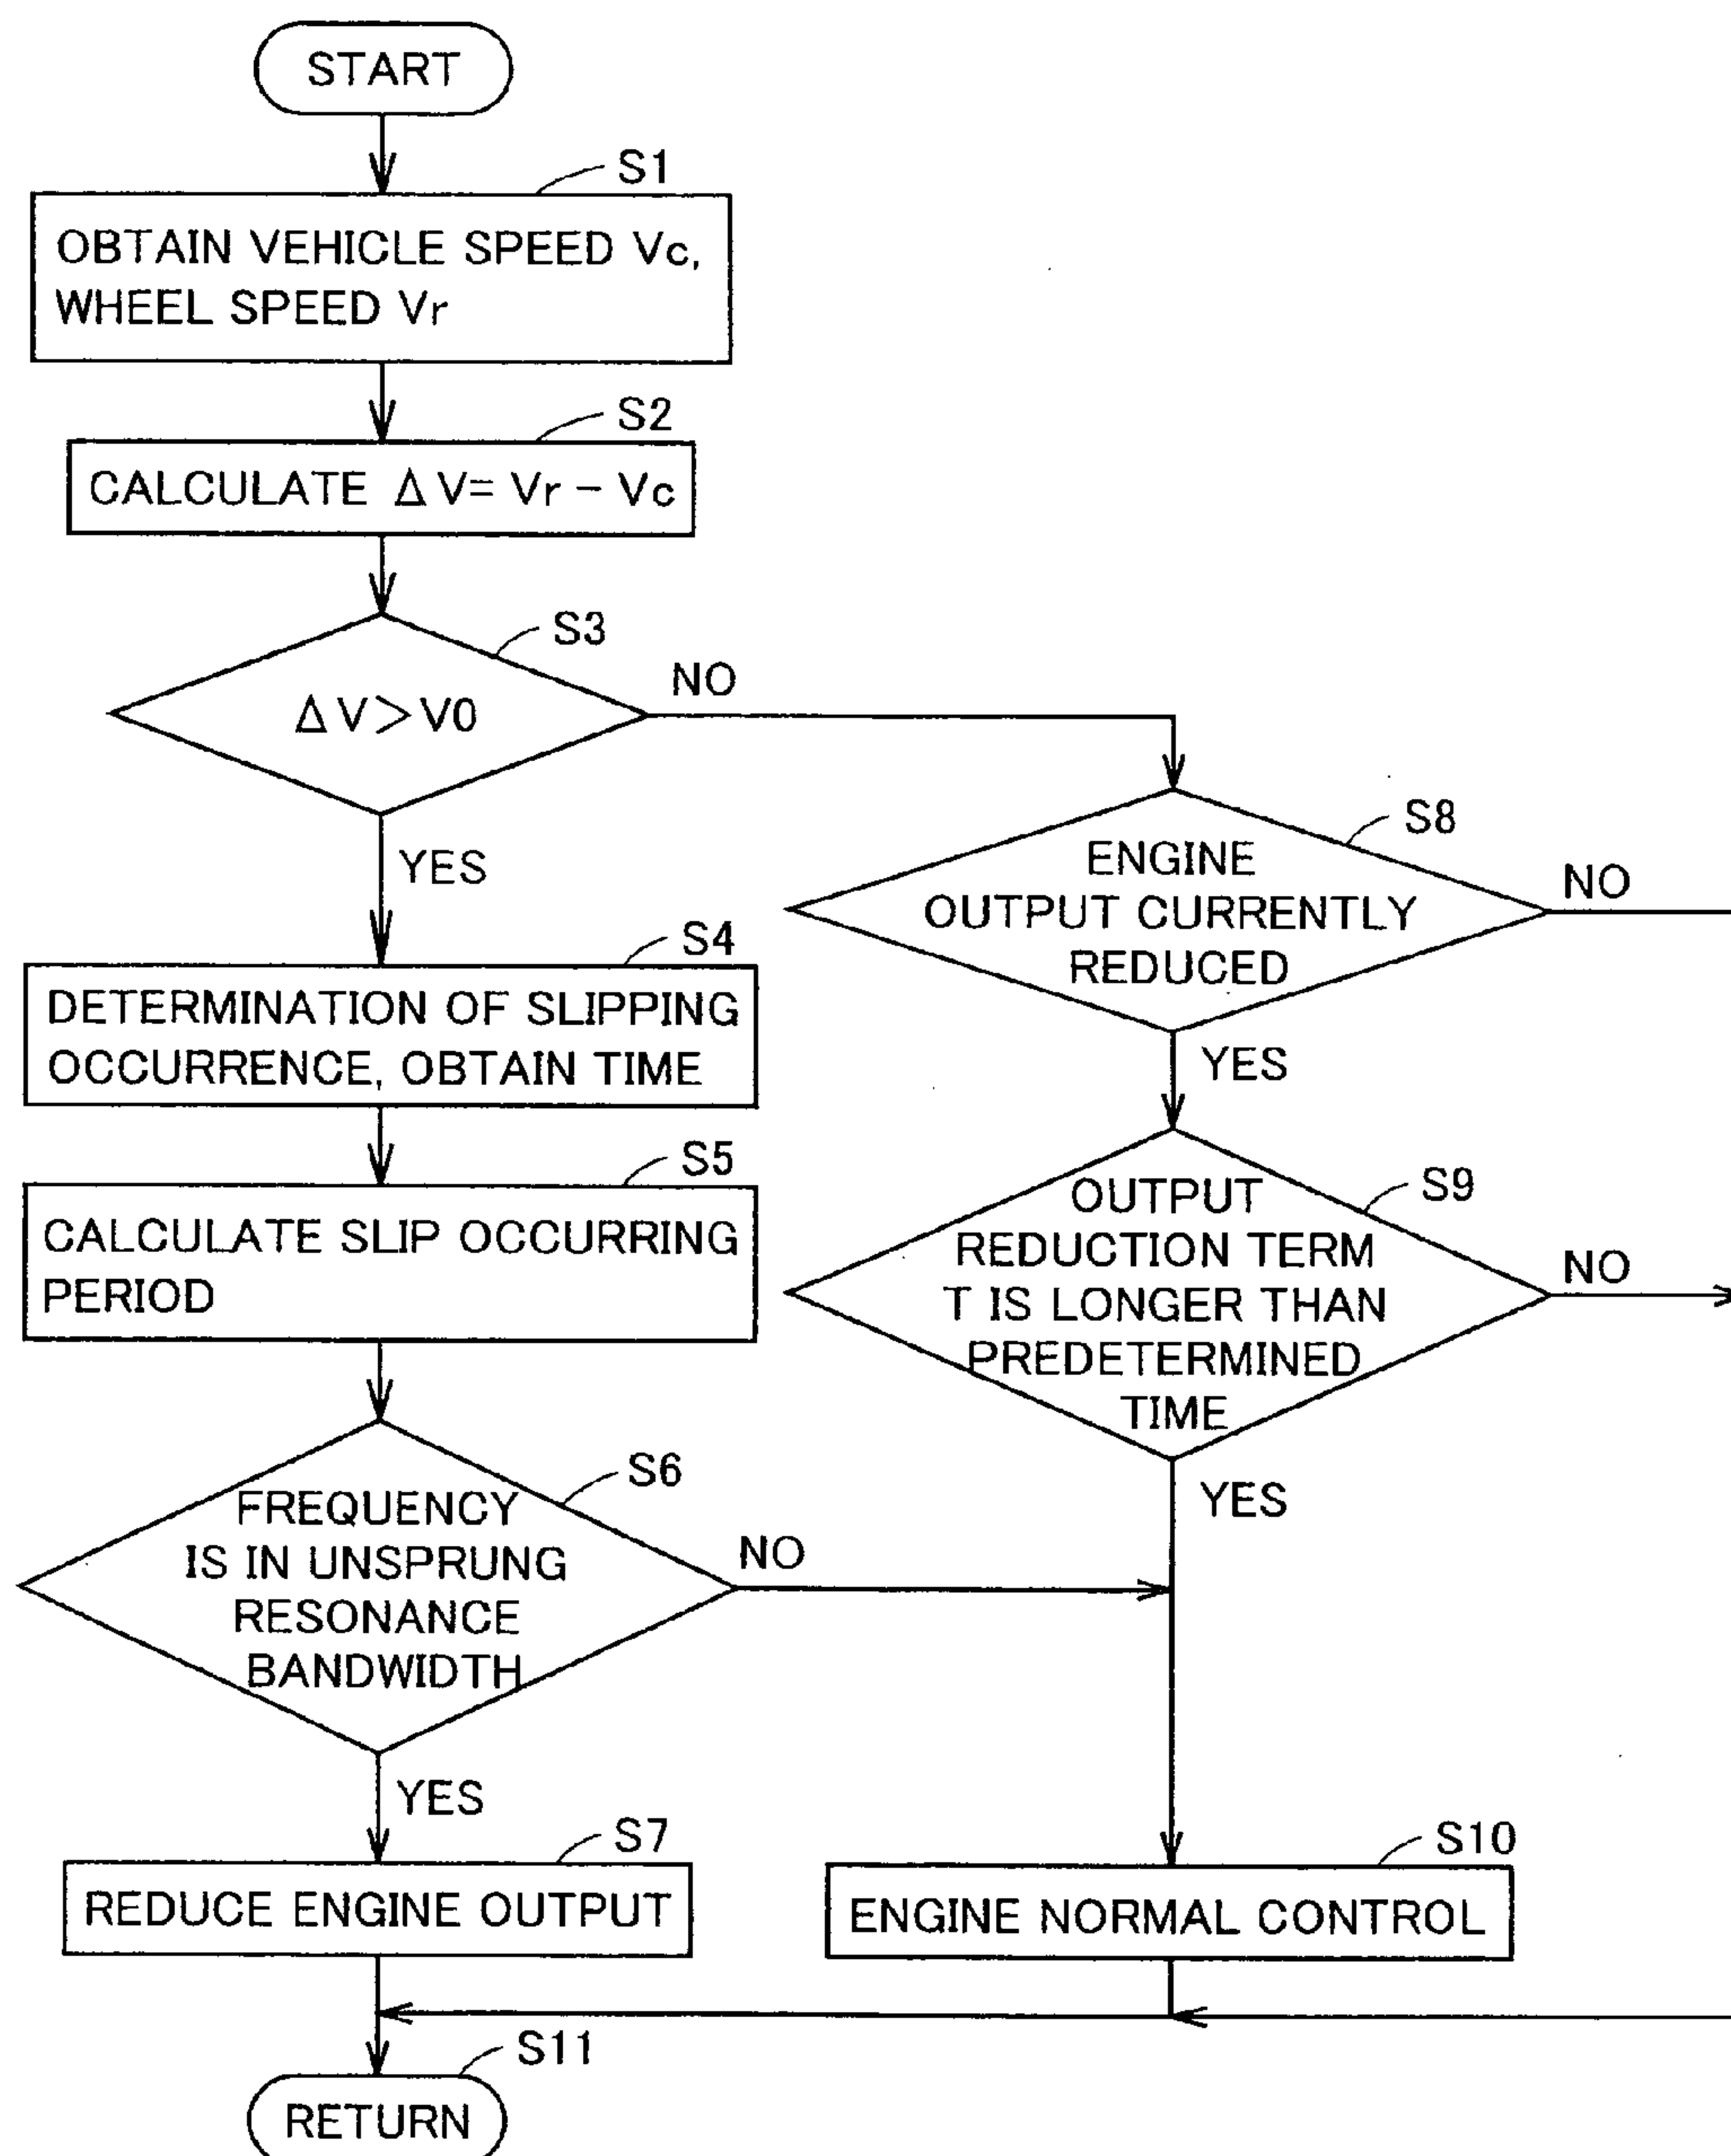 START
S1
OBTAIN VEHICLE SPEED Vc,
WHEEL SPEED Vr
S2
CALCULATE ΔV= Vr − Vc
S3
ΔV>V0
NO
YES
S4
DETERMINATION OF SLIPPING
OCCURRENCE, OBTAIN TIME
S5
CALCULATE SLIP OCCURRING
PERIOD
S6
FREQUENCY
IS IN UNSPRUNG
RESONANCE
BANDWIDTH
NO
YES
S7
REDUCE ENGINE OUTPUT
S8
ENGINE
OUTPUT CURRENTLY
REDUCED
NO
YES
S9
OUTPUT
REDUCTION TERM
T IS LONGER THAN
PREDETERMINED
TIME
NO
YES
S10
ENGINE NORMAL CONTROL
S11
RETURN